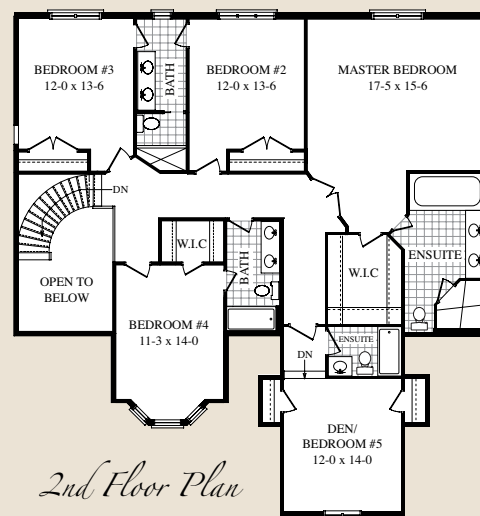 BEDROOM #3
12-0 x 13-6
BATH
BEDROOM #2
12-0 x 13-6
MASTER BEDROOM
17-5 x 15-6
DN
W.I.C
BATH
W.I.C
ENSUITE
OPEN TO
BELOW
BEDROOM #4
11-3 x 14-0
ENSUITE
DN
DEN/
BEDROOM #5
12-0 x 14-0
2nd Floor Plan